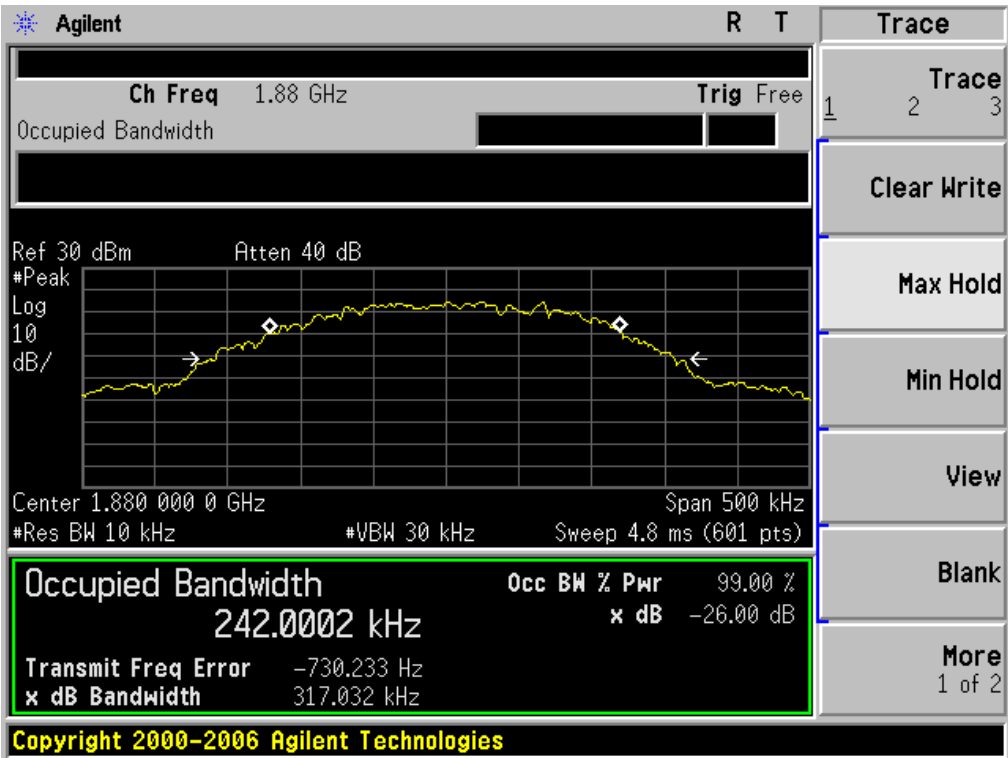 Agilent R T Trace
Ch Freq 1.88 GHz Trig Free
Occupied Bandwidth
Trace
1 2 3
Clear Write
Max Hold
Min Hold
View
Blank
More
1 of 2
Ref 30 dBm Atten 40 dB
#Peak
Log
10
dB/
Center 1.880 000 0 GHz Span 500 kHz
#Res BW 10 kHz #VBW 30 kHz Sweep 4.8 ms (601 pts)
Occupied Bandwidth Occ BW % Pwr 99.00 %
242.0002 kHz x dB -26.00 dB
Transmit Freq Error -730.233 Hz
x dB Bandwidth 317.032 kHz
Copyright 2000-2006 Agilent Technologies